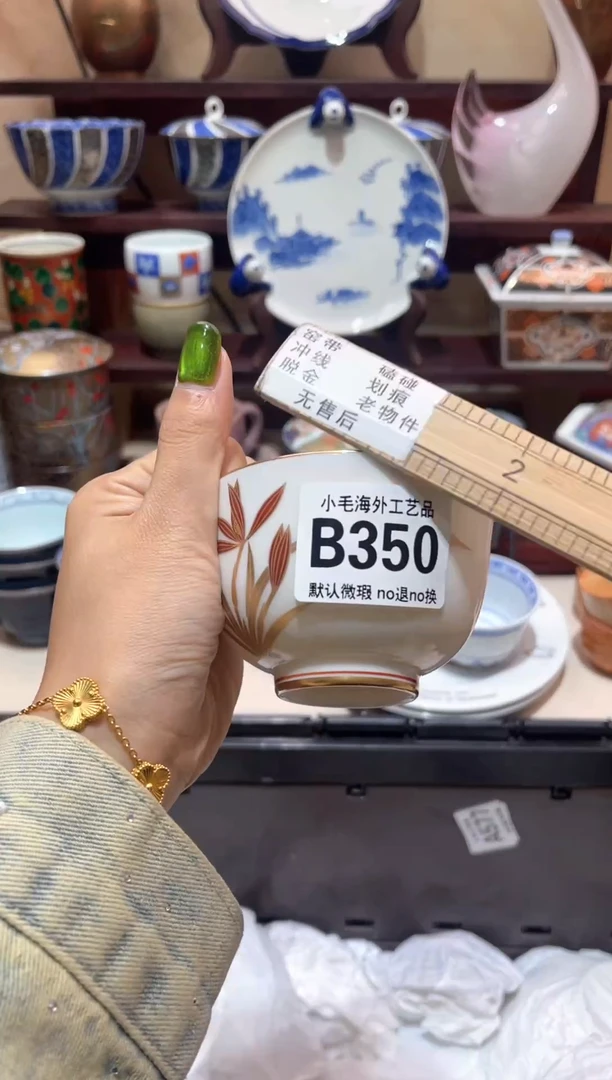 窑带 磕碰
冲线 划痕
脱金 老物件
无售后
2
小毛海外工艺品
B350
默认微瑕 no退no换